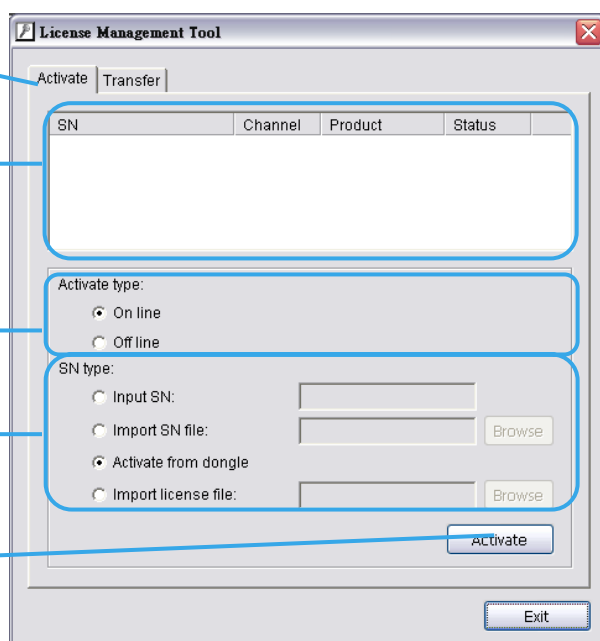 License Management Tool
Activate Transfer
SN Channel Product Status
Activate type:
On line
Off line
SN type:
Input SN:
Import SN file: Browse
Activate from dongle
Import license file: Browse
Activate
Exit